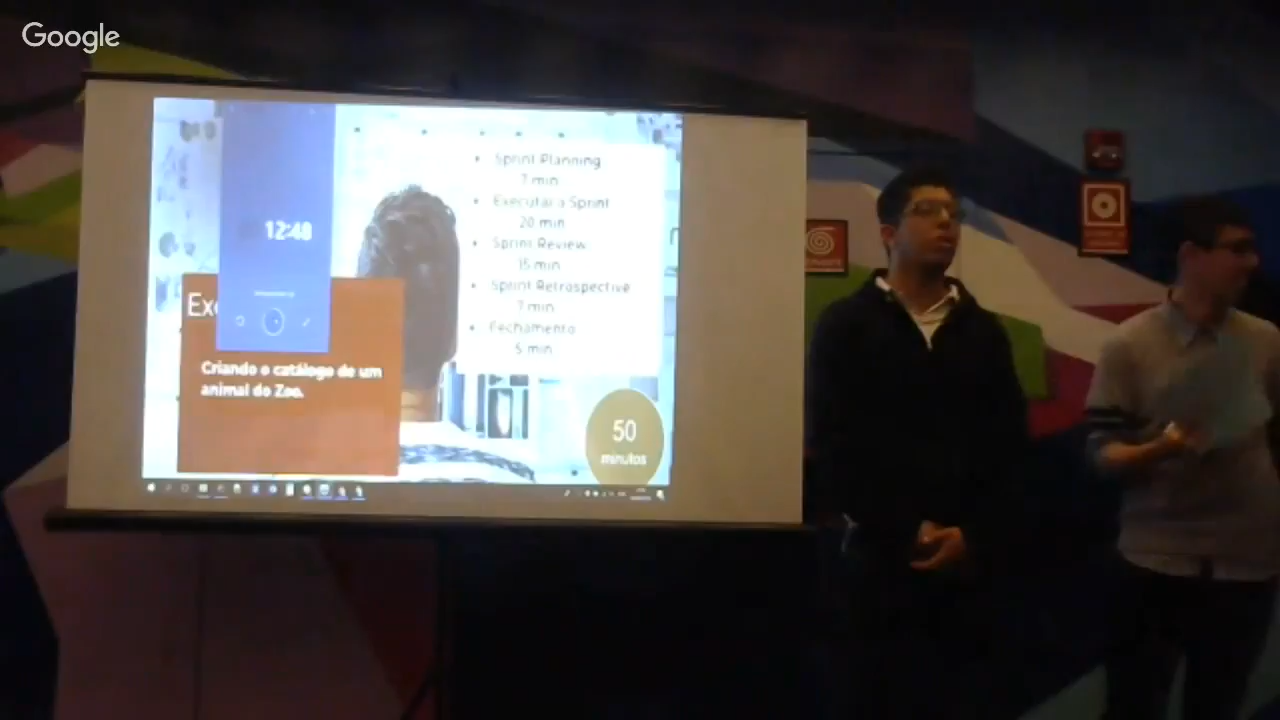 Google
Sprint Planning
7 min
Executar a Sprint
20 min
Sprint Review
15 min
Sprint Retrospective
7 min
Fechamento
5 min
12:48
Criando o catálogo de um
animal do Zoo.
50
minutos